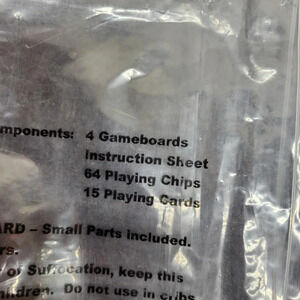 omponents: 4 Gameboards
Instruction Sheet
64 Playing Chips
15 Playing Cards
ARD – Small Parts included.
rs.
of Suffocation, keep this
ildren. Do not use in cribs